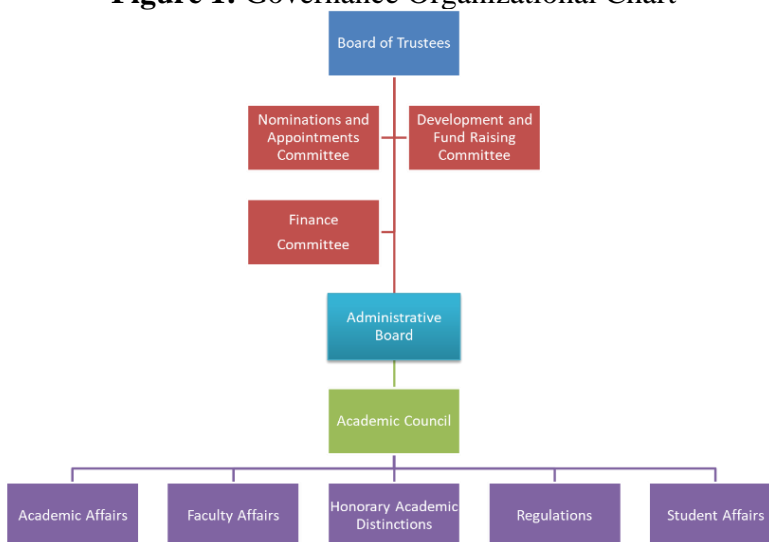 Figure 1. Governance Organizational Chart
Board of Trustees
Nominations and
Appointments
Committee
Development and
Fund Raising
Committee
Finance
Committee
Administrative
Board
Academic Council
Academic Affairs
Faculty Affairs
Honorary Academic
Distinctions
Regulations
Student Affairs